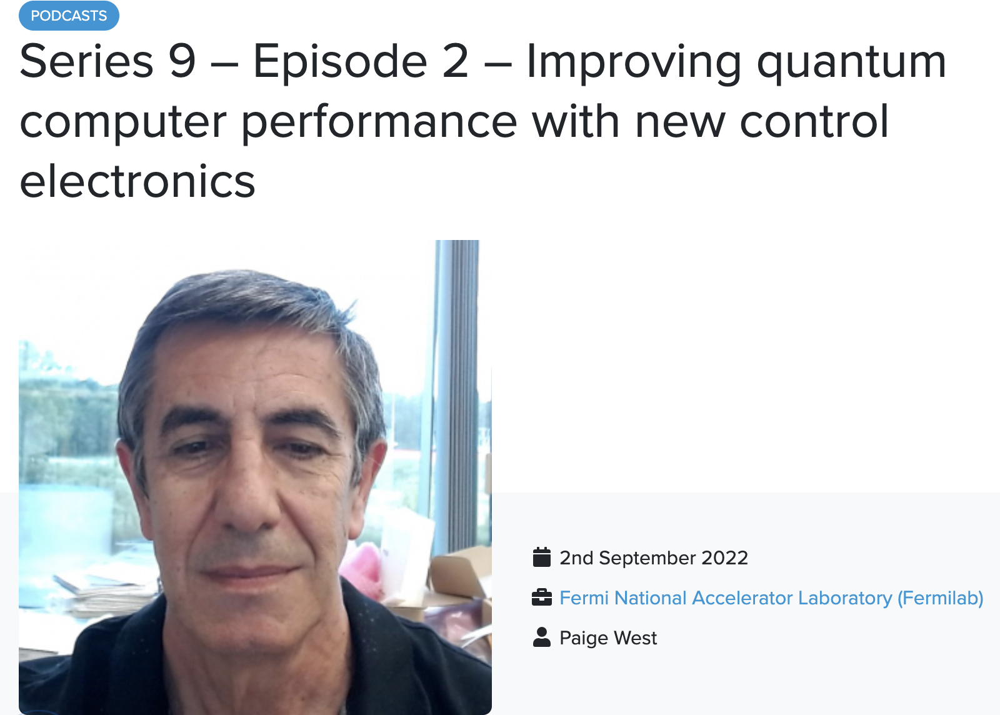 PODCASTS
Series 9 – Episode 2 – Improving quantum
computer performance with new control
electronics
2nd September 2022
Fermi National Accelerator Laboratory (Fermilab)
Paige West